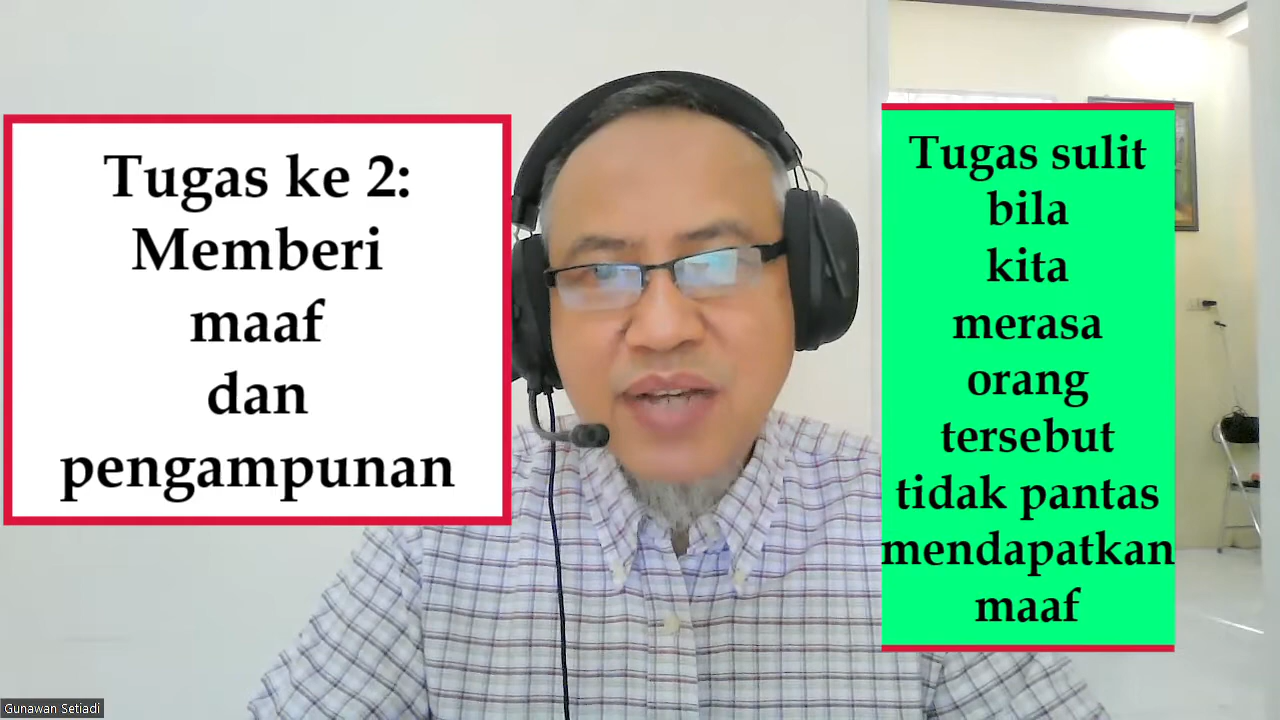 Tugas ke 2:
Memberi
maaf
dan
pengampunan
Tugas sulit
bila
kita
merasa
orang
tersebut
tidak pantas
mendapatkan
maaf
Gunawan Setiadi